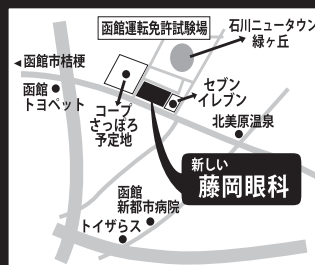 函館運転免許試験場
石川ニュータウン
緑ヶ丘
◀函館市桔梗
函館
トヨペット
コープ
さっぽろ
予定地
セブン
イレブン
北美原温泉
新しい
藤岡眼科
函館
新都市病院
トイザらス